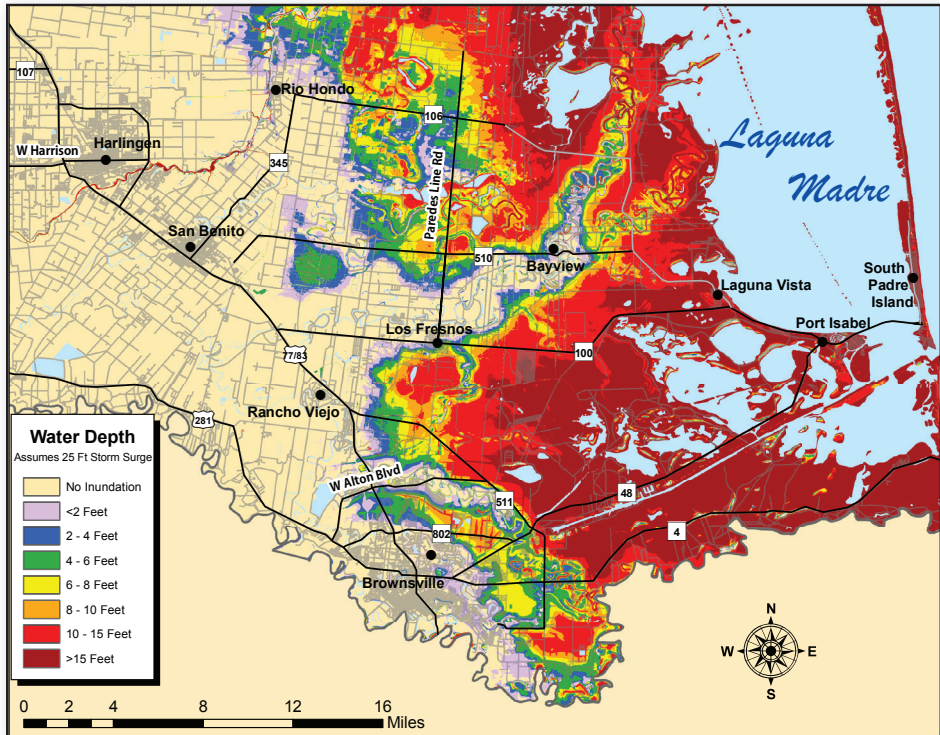 107
Rio Hondo
106
Laguna
Madre
W Harrison
Harlingen
345
Paredes Line Rd
San Benito
510
Bayview
South
Padre
Island
Laguna Vista
Port Isabel
Los Fresnos
100
77/83
Rancho Viejo
281
W Alton Blvd
511
48
802
4
Brownsville
Water Depth
Assumes 25 Ft Storm Surge
No Inundation
<2 Feet
2 - 4 Feet
4 - 6 Feet
6 - 8 Feet
8 - 10 Feet
10 - 15 Feet
>15 Feet
N
W E
S
0 2 4 8 12 16
Miles